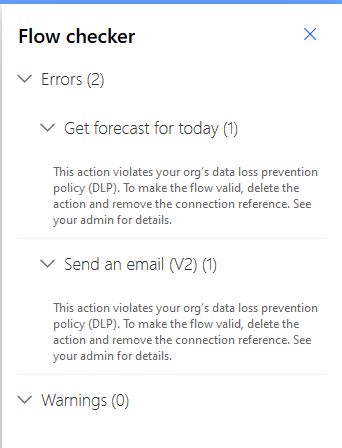 Flow checker
Errors (2)
Get forecast for today (1)
This action violates your org's data loss prevention
policy (DLP). To make the flow valid, delete the
action and remove the connection reference. See
your admin for details.
Send an email (V2) (1)
This action violates your org's data loss prevention
policy (DLP). To make the flow valid, delete the
action and remove the connection reference. See
your admin for details.
Warnings (0)